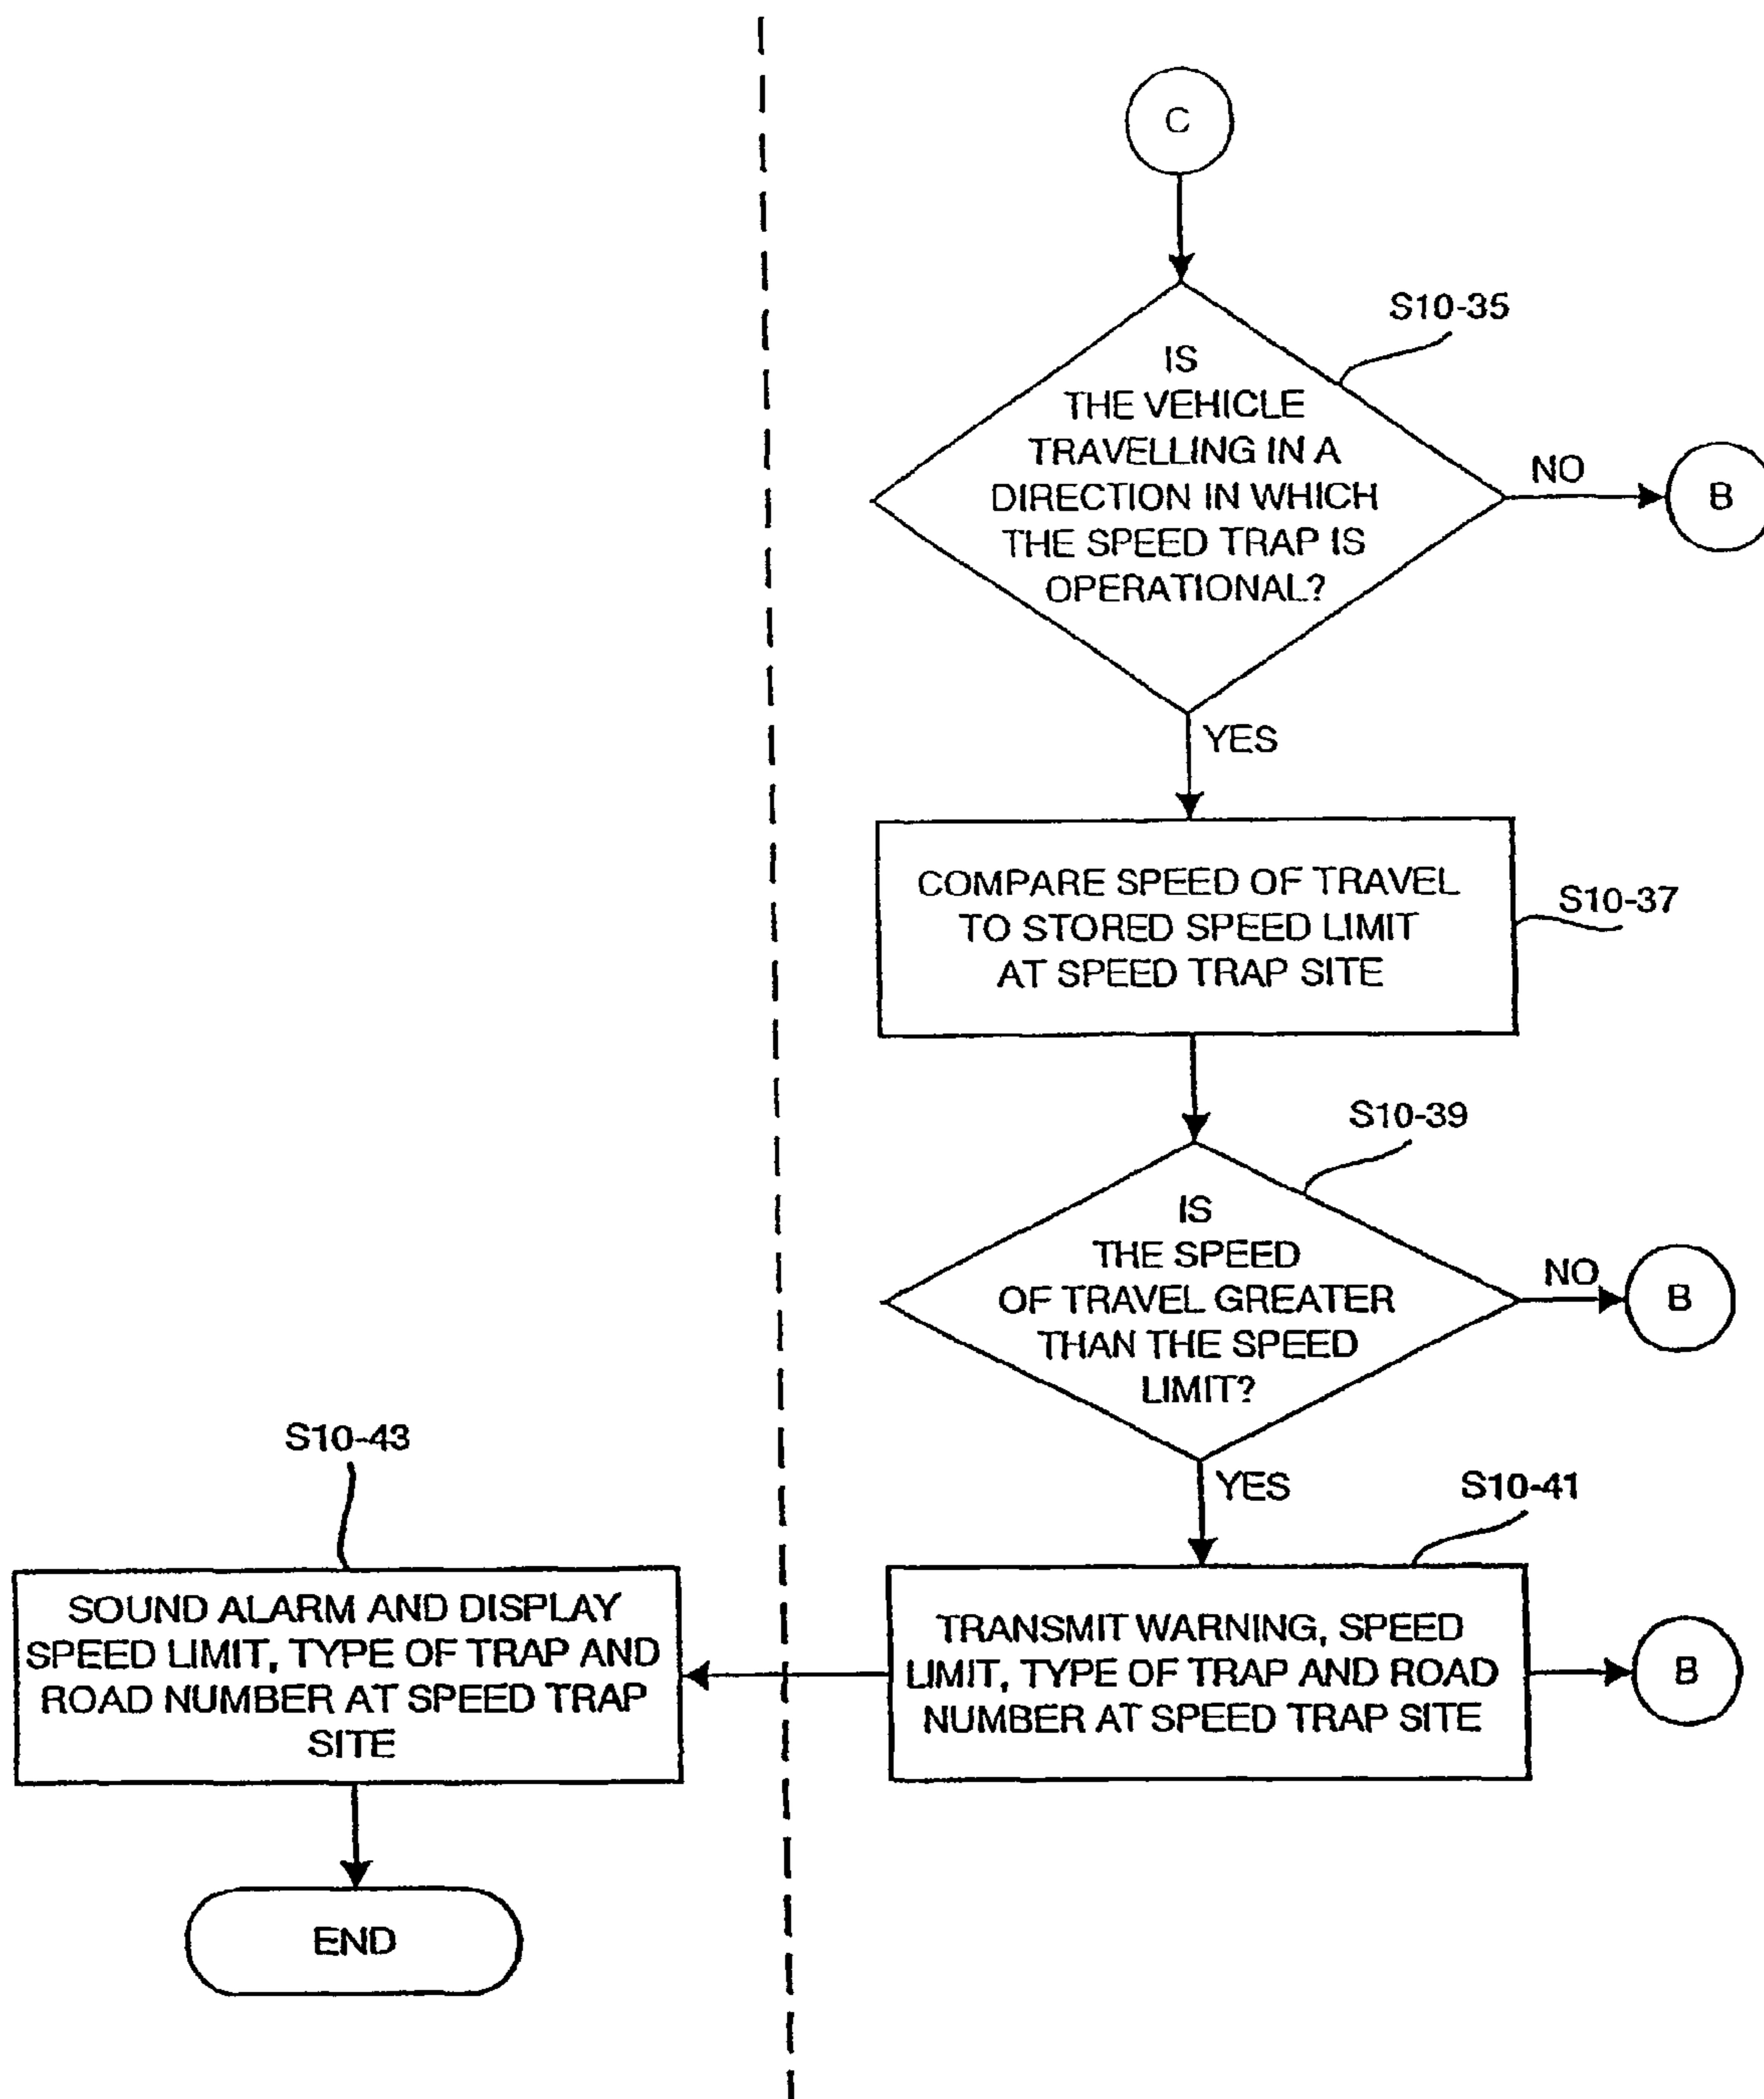 C
S10-35
IS
THE VEHICLE
TRAVELLING IN A
DIRECTION IN WHICH
THE SPEED TRAP IS
OPERATIONAL?
NO
B
YES
COMPARE SPEED OF TRAVEL
TO STORED SPEED LIMIT
AT SPEED TRAP SITE
S10-37
S10-39
IS
THE SPEED
OF TRAVEL GREATER
THAN THE SPEED
LIMIT?
NO
B
YES
S10-41
TRANSMIT WARNING, SPEED
LIMIT, TYPE OF TRAP AND ROAD
NUMBER AT SPEED TRAP SITE
B
S10-43
SOUND ALARM AND DISPLAY
SPEED LIMIT, TYPE OF TRAP AND
ROAD NUMBER AT SPEED TRAP
SITE
END